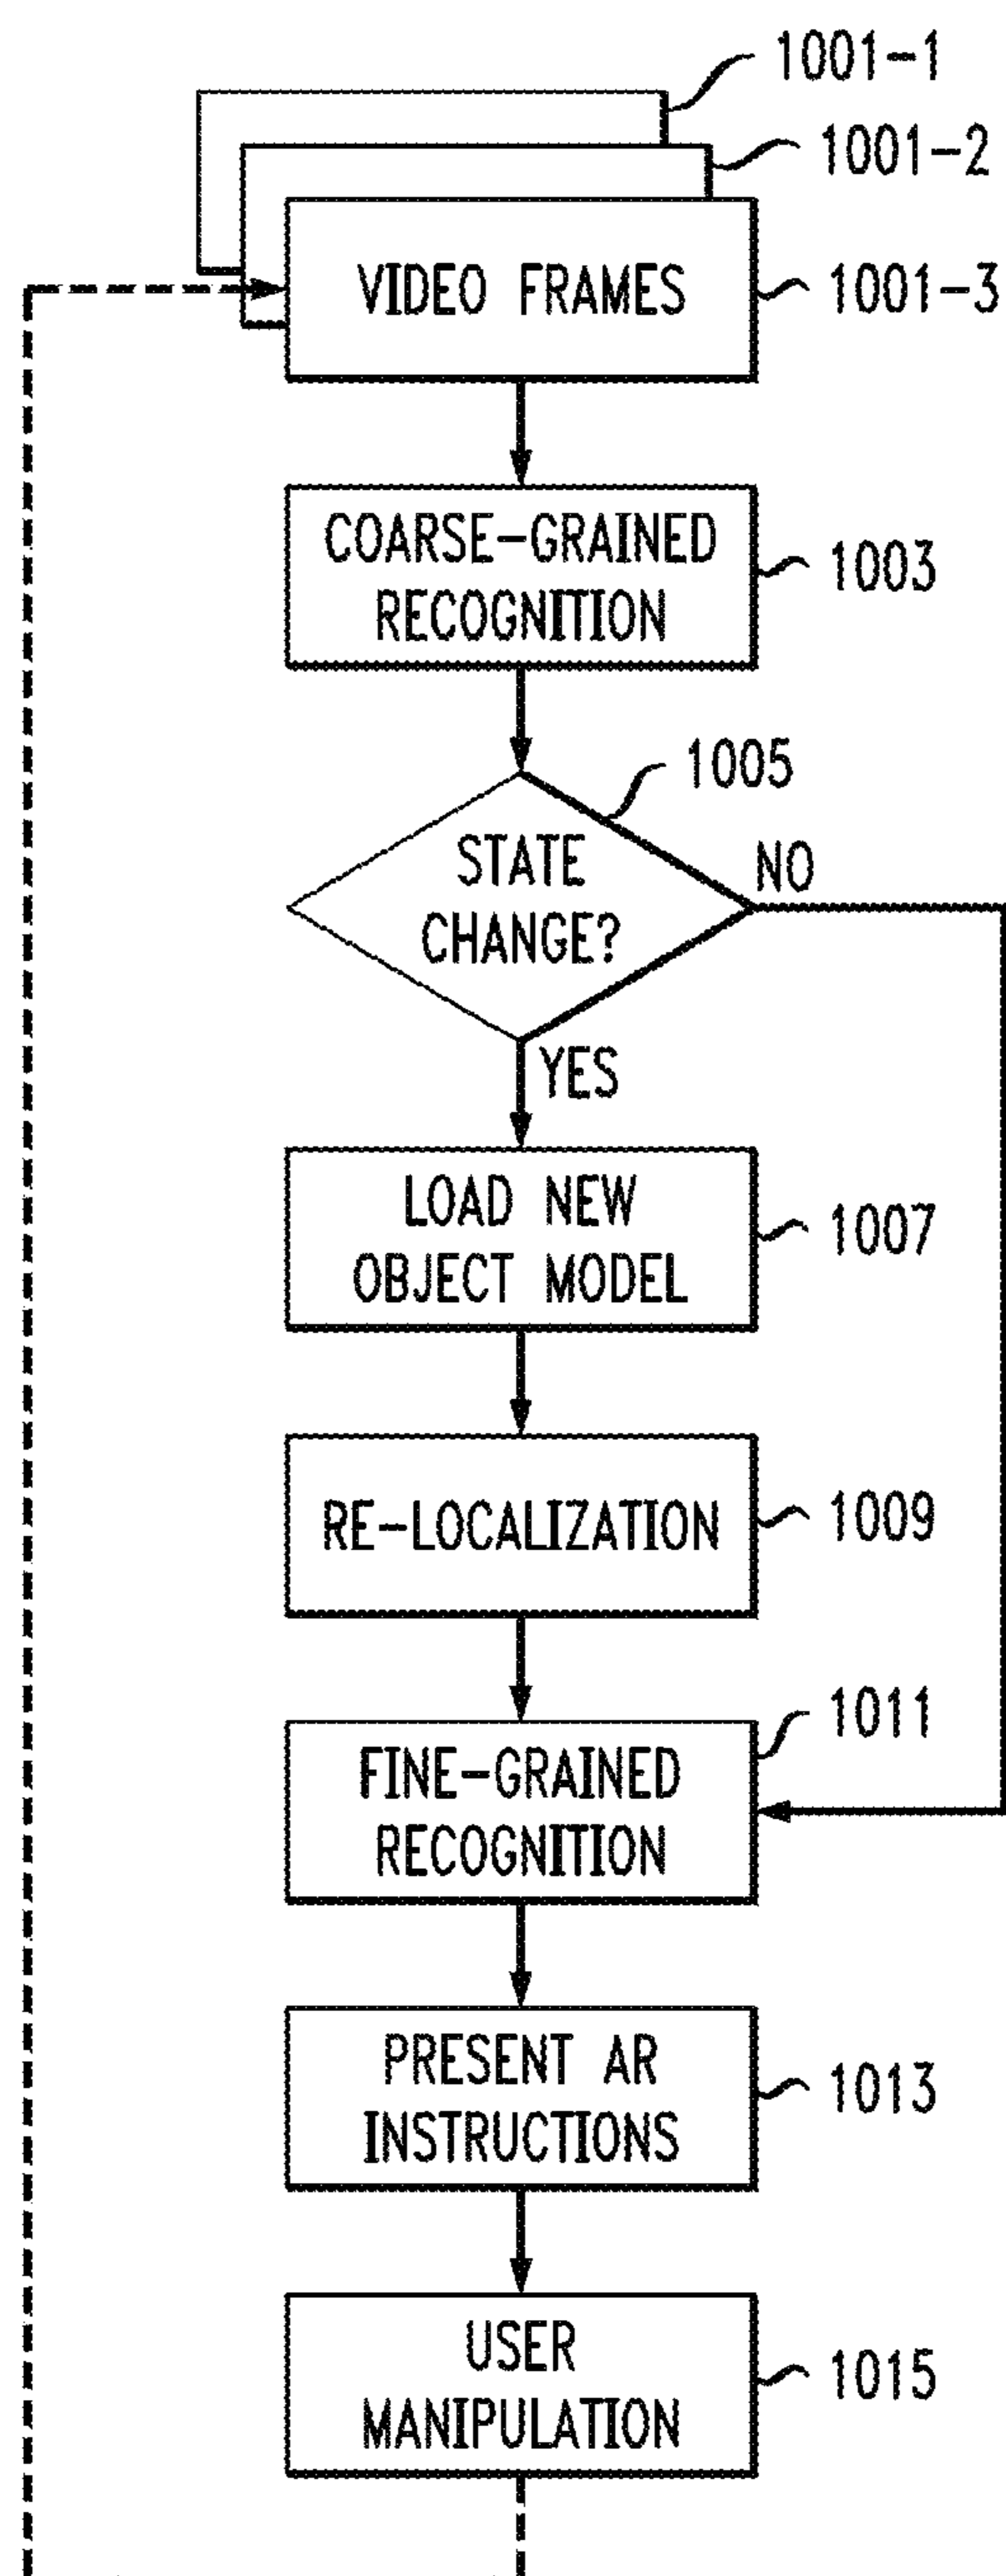 1001-1
1001-2
VIDEO FRAMES
1001-3
COARSE-GRAINED
RECOGNITION
1003
1005
STATE
CHANGE?
NO
YES
LOAD NEW
OBJECT MODEL
1007
RE-LOCALIZATION
1009
1011
FINE-GRAINED
RECOGNITION
PRESENT AR
INSTRUCTIONS
1013
USER
MANIPULATION
1015